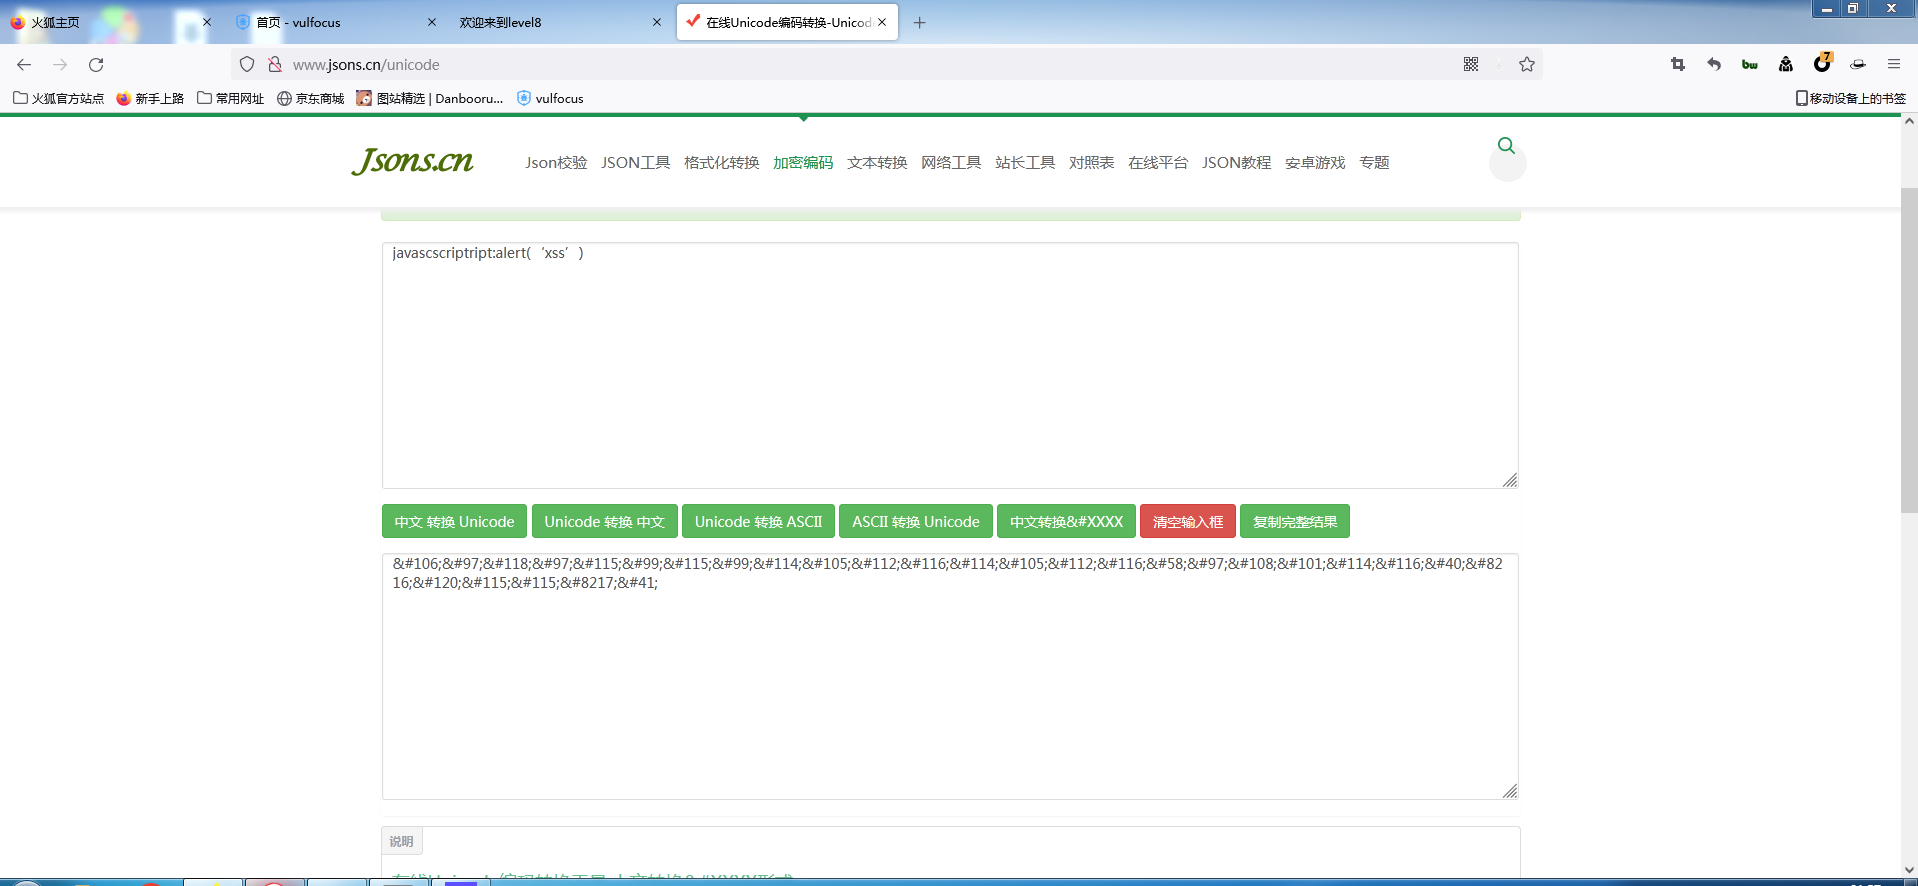 火狐主页
首页 - vulfocus
欢迎来到level8
在线Unicode编码转换-Unicod
www.jsons.cn/unicode
7
火狐官方站点 新手上路 常用网址 京东商城 图站精选 | Danbooru... vulfocus
移动设备上的书签
Jsons.cn
Json校验 JSON工具 格式化转换 加密编码 文本转换 网络工具 站长工具 对照表 在线平台 JSON教程 安卓游戏 专题
javascscriptript:alert(‘xss’)
中文 转换 Unicode
Unicode 转换 中文
Unicode 转换 ASCII
ASCII 转换 Unicode
中文转换&#XXXX
清空输入框
复制完整结果
&#106;&#97;&#118;&#97;&#115;&#99;&#115;&#99;&#114;&#105;&#112;&#116;&#114;&#105;&#112;&#116;&#58;&#97;&#108;&#101;&#114;&#116;&#40;&#82
16;&#120;&#115;&#115;&#8217;&#41;
说明